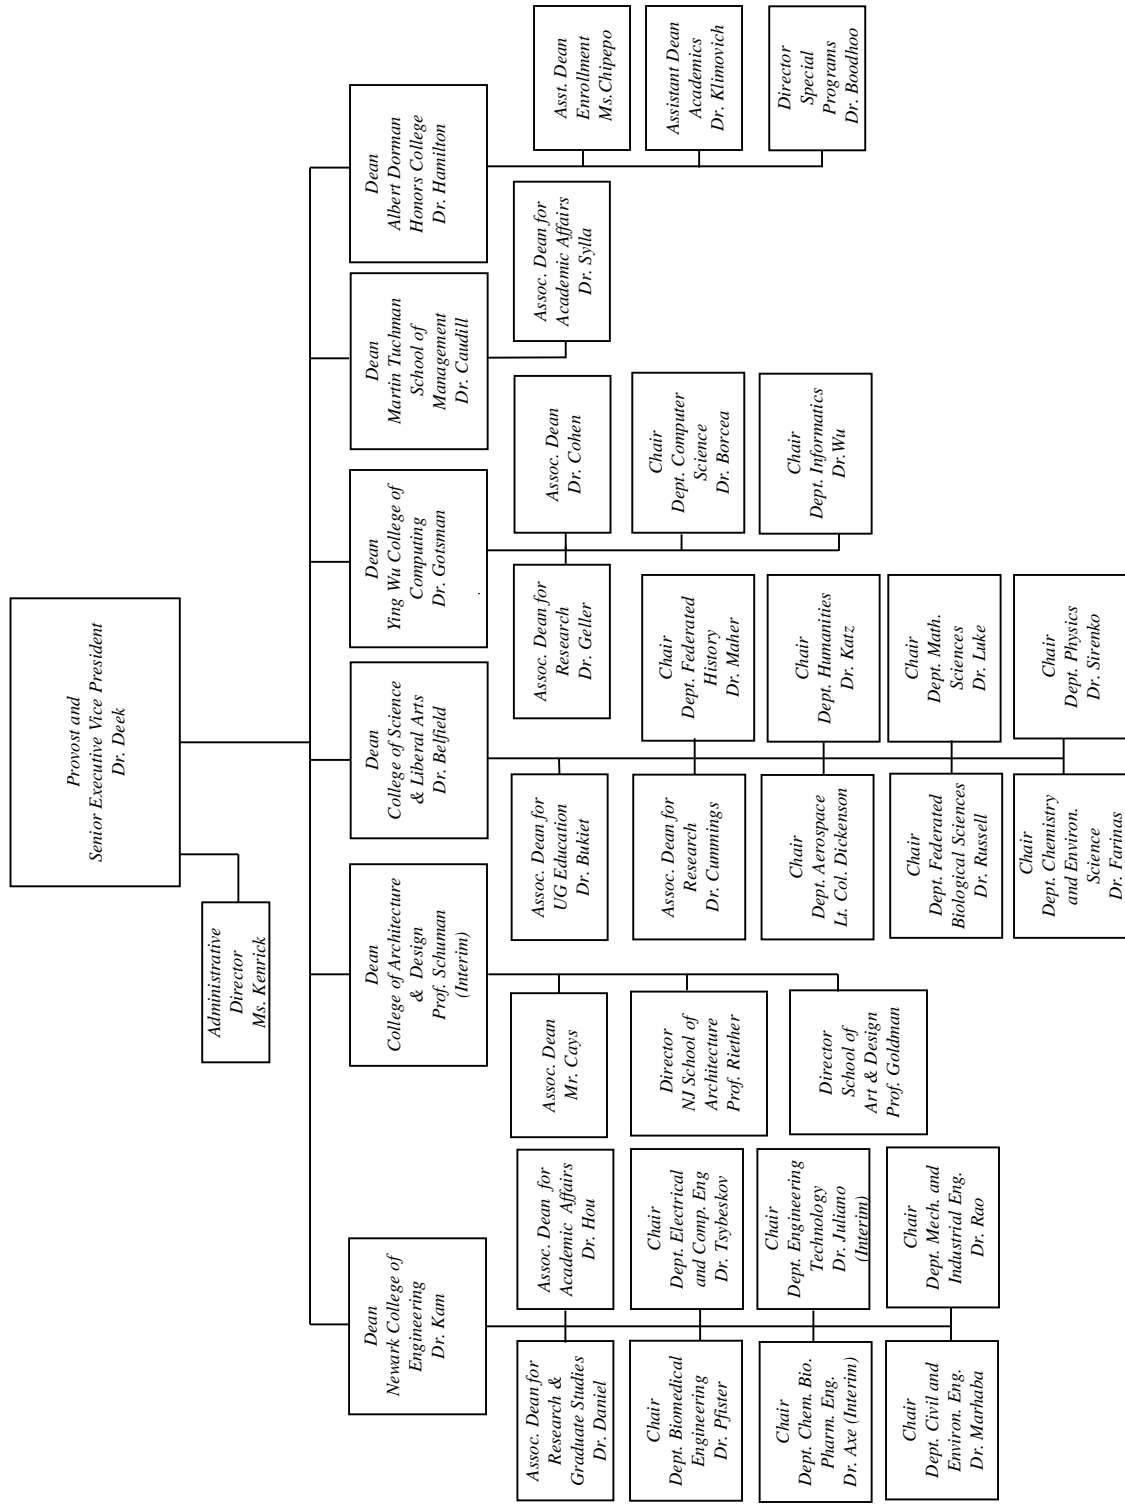 Provost and
Senior Executive Vice President
Dr. Deek
Administrative
Director
Ms. Kenrick
Dean
Newark College of
Engineering
Dr. Kam
Dean
College of Architecture
& Design
Prof. Schuman
(Interim)
Dean
College of Science
& Liberal Arts
Dr. Belfield
Dean
Ying Wu College of
Computing
Dr. Gotsman
.
Dean
Martin Tuchman
School of
Management
Dr. Caudill
Dean
Albert Dorman
Honors College
Dr. Hamilton
Assoc. Dean for
Research &
Graduate Studies
Dr. Daniel
Assoc. Dean for
Academic Affairs
Dr. Hou
Chair
Dept. Biomedical
Engineering
Dr. Pfister
Chair
Dept. Electrical
and Comp. Eng
Dr. Tsybeskov
Chair
Dept. Chem. Bio.
Pharm. Eng.
Dr. Axe (Interim)
Chair
Dept. Engineering
Technology
Dr. Juliano
(Interim)
Chair
Dept. Civil and
Environ. Eng.
Dr. Marhaba
Chair
Dept. Mech. and
Industrial Eng.
Dr. Rao
Assoc. Dean
Mr. Cays
Director
NJ School of
Architecture
Prof. Riether
Director
School of
Art & Design
Prof. Goldman
Assoc. Dean for
UG Education
Dr. Bukiet
Assoc. Dean for
Research
Dr. Cummings
Chair
Dept. Federated
History
Dr. Maher
Chair
Dept. Aerospace
Lt. Col. Dickenson
Chair
Dept. Humanities
Dr. Katz
Chair
Dept. Federated
Biological Sciences
Dr. Russell
Chair
Dept. Math.
Sciences
Dr. Luke
Chair
Dept. Chemistry
and Environ.
Science
Dr. Farinas
Chair
Dept. Physics
Dr. Sirenko
Assoc. Dean for
Research
Dr. Geller
Assoc. Dean
Dr. Cohen
Chair
Dept. Computer
Science
Dr. Borcea
Chair
Dept. Informatics
Dr.Wu
Assoc. Dean for
Academic Affairs
Dr. Sylla
Asst. Dean
Enrollment
Ms.Chipepo
Assistant Dean
Academics
Dr. Klimovich
Director
Special
Programs
Dr. Boodhoo